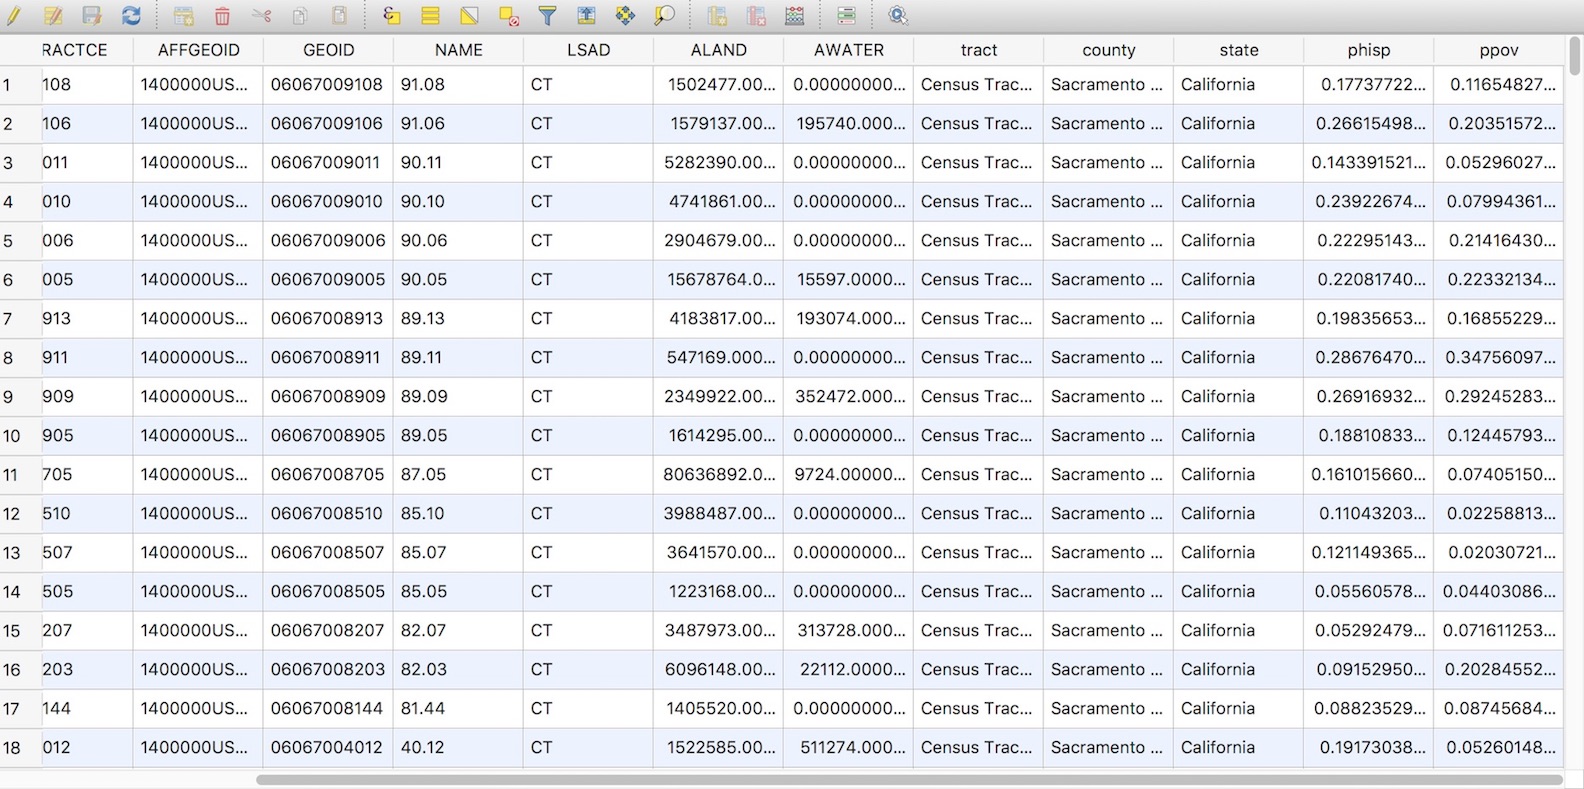 RACTCE AFFGEOID GEOID NAME LSAD ALAND AWATER tract county state phisp ppov
1 108 1400000US... 06067009108 91.08 CT 1502477.00... 0.00000000... Census Trac... Sacramento ... California 0.17737722... 0.11654827...
2 106 1400000US... 06067009106 91.06 CT 1579137.00... 195740.000... Census Trac... Sacramento ... California 0.26615498... 0.20351572...
3 011 1400000US... 06067009011 90.11 CT 5282390.00... 0.00000000... Census Trac... Sacramento ... California 0.143391521... 0.05296027...
4 010 1400000US... 06067009010 90.10 CT 4741861.00... 0.00000000... Census Trac... Sacramento ... California 0.23922674... 0.07994361...
5 006 1400000US... 06067009006 90.06 CT 2904679.00... 0.00000000... Census Trac... Sacramento ... California 0.22295143... 0.21416430...
6 005 1400000US... 06067009005 90.05 CT 15678764.0... 15597.0000... Census Trac... Sacramento ... California 0.22081740... 0.22332134...
7 913 1400000US... 06067008913 89.13 CT 4183817.00... 193074.000... Census Trac... Sacramento ... California 0.19835653... 0.16855229...
8 911 1400000US... 06067008911 89.11 CT 547169.000... 0.00000000... Census Trac... Sacramento ... California 0.28676470... 0.34756097...
9 909 1400000US... 06067008909 89.09 CT 2349922.00... 352472.000... Census Trac... Sacramento ... California 0.26916932... 0.29245283...
10 905 1400000US... 06067008905 89.05 CT 1614295.00... 0.00000000... Census Trac... Sacramento ... California 0.18810833... 0.12445793...
11 705 1400000US... 06067008705 87.05 CT 80636892.0... 9724.00000... Census Trac... Sacramento ... California 0.161015660... 0.07405150...
12 510 1400000US... 06067008510 85.10 CT 3988487.00... 0.00000000... Census Trac... Sacramento ... California 0.11043203... 0.02258813...
13 507 1400000US... 06067008507 85.07 CT 3641570.00... 0.00000000... Census Trac... Sacramento ... California 0.121149365... 0.02030721...
14 505 1400000US... 06067008505 85.05 CT 1223168.00... 0.00000000... Census Trac... Sacramento ... California 0.05560578... 0.04403086...
15 207 1400000US... 06067008207 82.07 CT 3487973.00... 313728.000... Census Trac... Sacramento ... California 0.05292479... 0.071611253...
16 203 1400000US... 06067008203 82.03 CT 6096148.00... 22112.0000... Census Trac... Sacramento ... California 0.09152950... 0.20284552...
17 144 1400000US... 06067008144 81.44 CT 1405520.00... 0.00000000... Census Trac... Sacramento ... California 0.08823529... 0.08745684...
18 012 1400000US... 06067004012 40.12 CT 1522585.00... 511274.000... Census Trac... Sacramento ... California 0.19173038... 0.05260148...